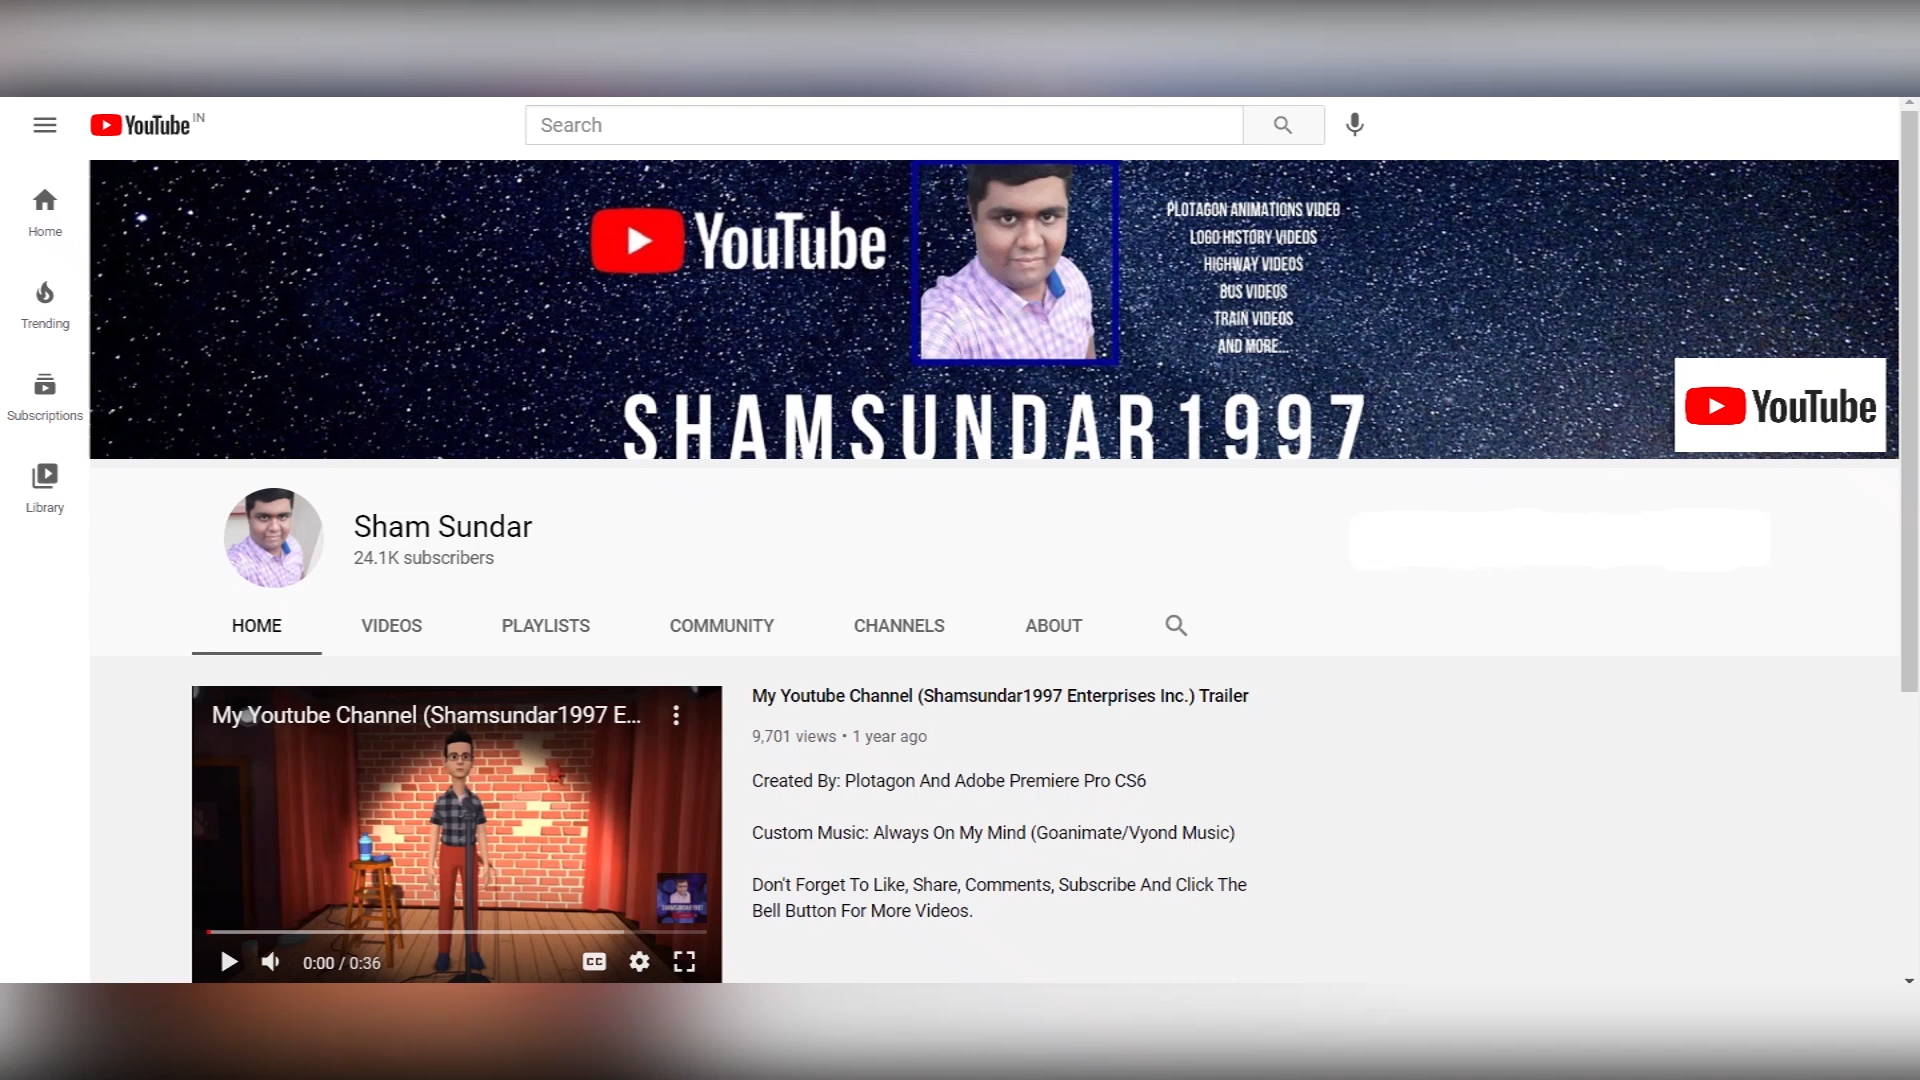 YouTube IN
Search
Home
Trending
Subscriptions
Library
YouTube
PLOTAGON ANIMATIONS VIDEO
LOGO HISTORY VIDEOS
HIGHWAY VIDEOS
BUS VIDEOS
TRAIN VIDEOS
AND MORE...
SHAMSUNDAR1997
YouTube
Sham Sundar
24.1K subscribers
HOME VIDEOS PLAYLISTS COMMUNITY CHANNELS ABOUT
My Youtube Channel (Shamsundar1997 E...
SHAMSUNDAR1997
0:00 / 0:36
CC
My Youtube Channel (Shamsundar1997 Enterprises Inc.) Trailer
9,701 views • 1 year ago
Created By: Plotagon And Adobe Premiere Pro CS6
Custom Music: Always On My Mind (Goanimate/Vyond Music)
Don't Forget To Like, Share, Comments, Subscribe And Click The
Bell Button For More Videos.